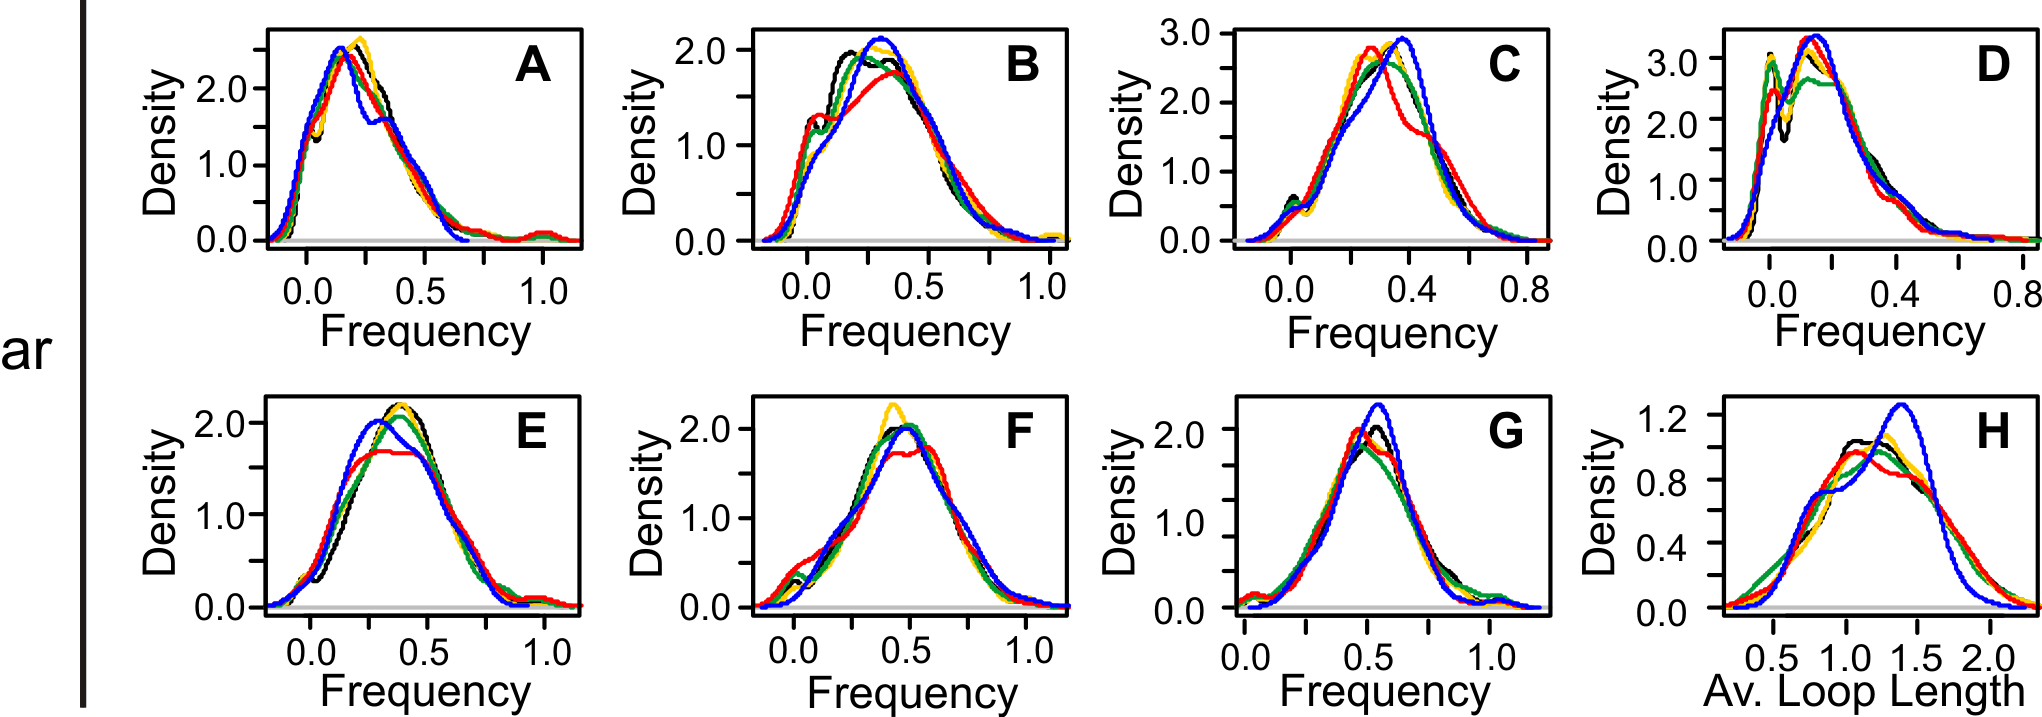 ar
A
Density
2.0
1.0
0.0
0.0 0.5 1.0
Frequency
B
Density
2.0
1.0
0.0
0.0 0.5 1.0
Frequency
C
Density
3.0
2.0
1.0
0.0
0.0 0.4 0.8
Frequency
D
Density
3.0
2.0
1.0
0.0
0.0 0.4 0.8
Frequency
E
Density
2.0
1.0
0.0
0.0 0.5 1.0
Frequency
F
Density
2.0
1.0
0.0
0.0 0.5 1.0
Frequency
G
Density
2.0
1.0
0.0
0.0 0.5 1.0
Frequency
H
Density
1.2
0.8
0.4
0.0
0.5 1.0 1.5 2.0
Av. Loop Length